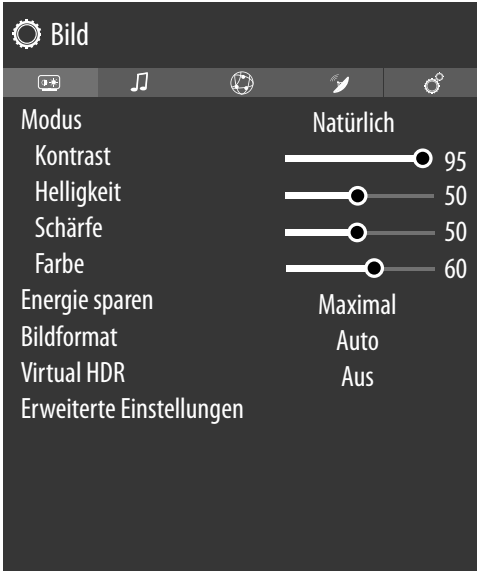 Bild
Modus Natürlich
Kontrast 95
Helligkeit 50
Schärfe 50
Farbe 60
Energie sparen Maximal
Bildformat Auto
Virtual HDR Aus
Erweiterte Einstellungen